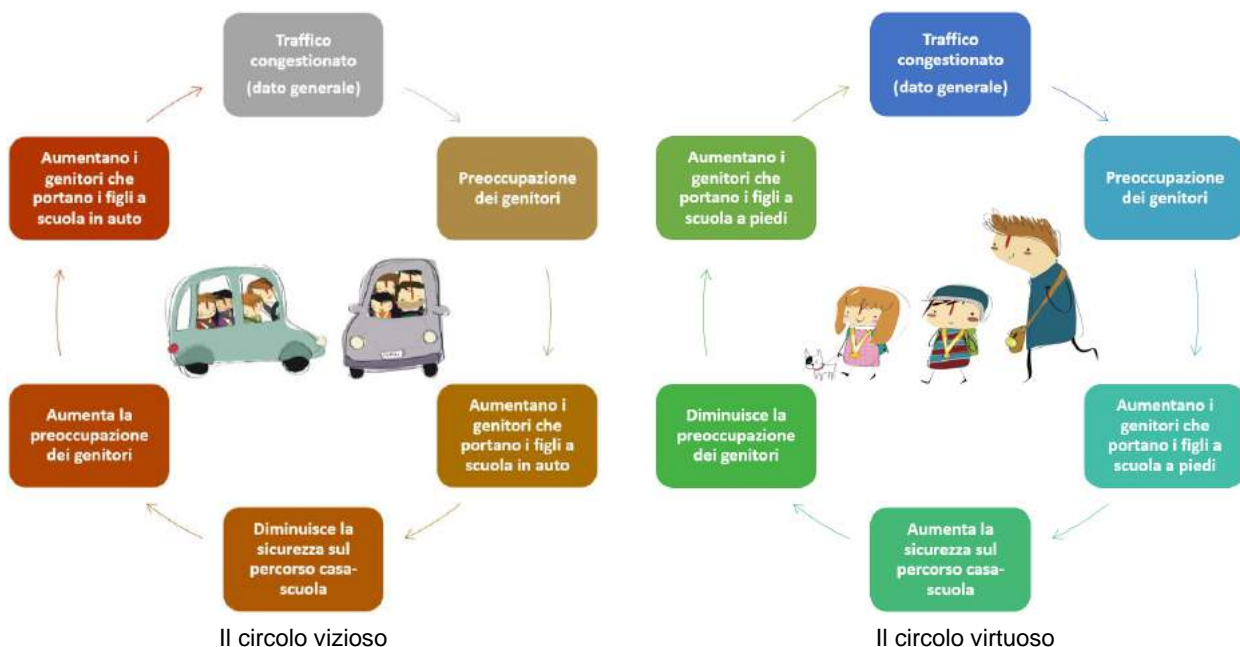 Traffico
congestionato
(dato generale)
Preoccupazione
dei genitori
Aumentano i
genitori che
portano i figli a
scuola in auto
Diminuisce la
sicurezza sul
percorso casa-
scuola
Aumenta la
preoccupazione
dei genitori
Aumentano i
genitori che
portano i figli a
scuola in auto
Il circolo vizioso
Traffico
congestionato
(dato generale)
Preoccupazione
dei genitori
Aumentano i
genitori che
portano i figli a
scuola a piedi
Aumenta la
sicurezza sul
percorso casa-
scuola
Diminuisce la
preoccupazione
dei genitori
Aumentano i
genitori che
portano i figli a
scuola a piedi
Il circolo virtuoso